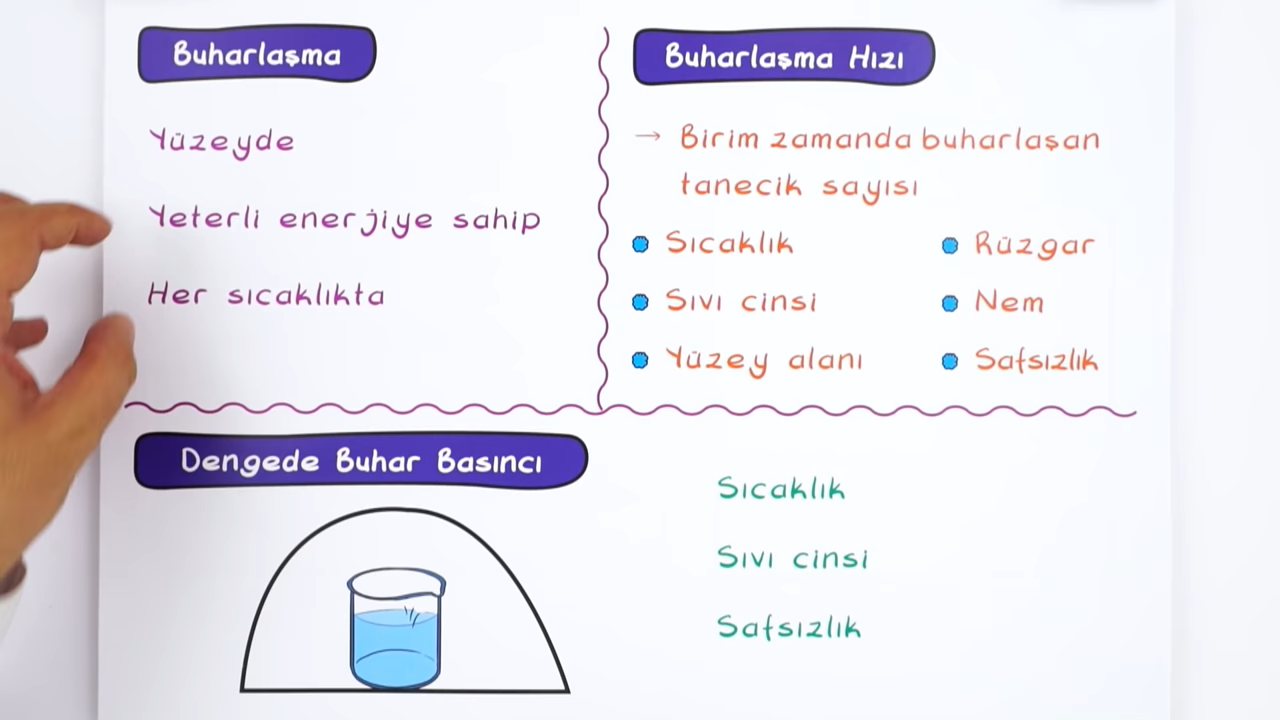 Buharlaşma
Yüzeyde
Yeterli enerjiye sahip
Her sıcaklıkta
Buharlaşma Hızı
→ Birim zamanda buharlaşan
tanecik sayısı
Sıcaklık
Sıvı cinsi
Yüzey alanı
Rüzgar
Nem
Safsızlık
Dengede Buhar Basıncı
Sıcaklık
Sıvı cinsi
Safsızlık